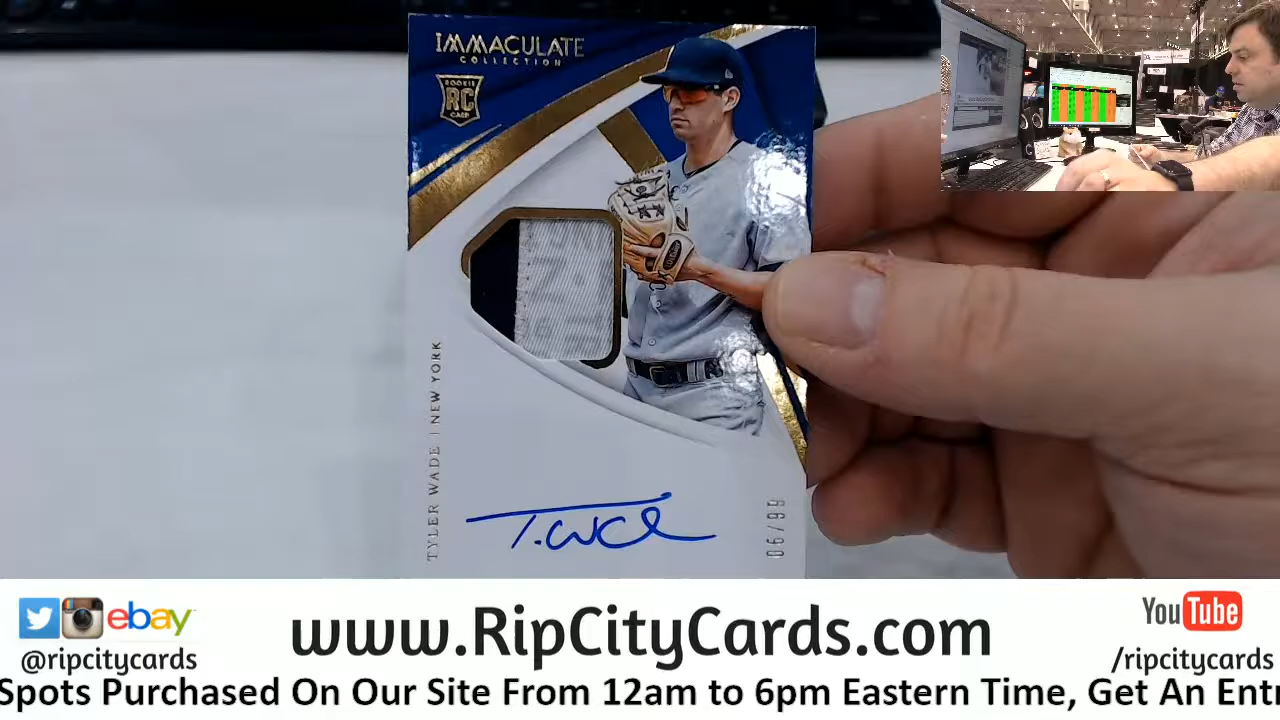 IMMACULATE
COLLECTION
ROOKIE
RC
CARD
TYLER WADE | NEW YORK
T. Wade
06/99
ebay
@ripcitycards
www.RipCityCards.com
YouTube
/ripcitycards
Spots Purchased On Our Site From 12am to 6pm Eastern Time, Get An Entr